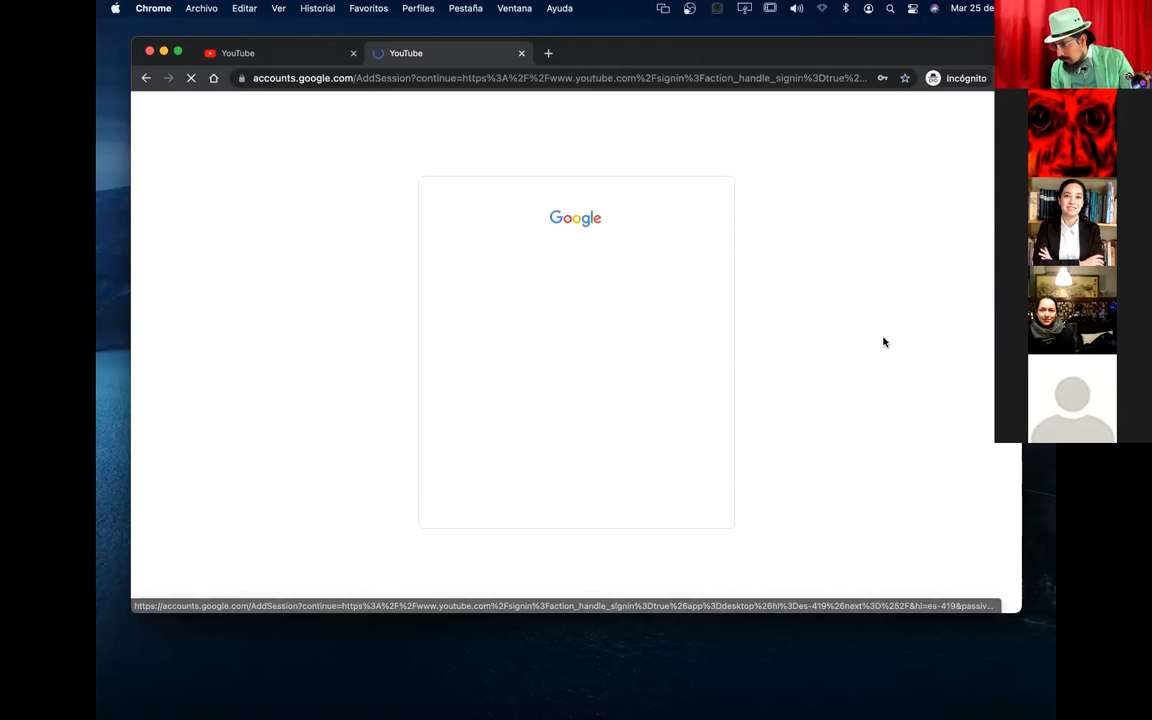 Chrome Archivo Editar Ver Historial Favoritos Perfiles Pestaña Ventana Ayuda Mar 25 de
YouTube YouTube
accounts.google.com/AddSession?continue=https%3A%2F%2Fwww.youtube.com%2Fsignin%3Faction_handle_signin%3Dtrue%2... Incógnito
Google
https://accounts.google.com/AddSession?continue=https%3A%2F%2Fwww.youtube.com%2Fsignin%3Faction_handle_signin%3Dtrue%26app%3Ddesktop%26hl%3Des-419%26next%3D%252F&hl=es-419&passiv...